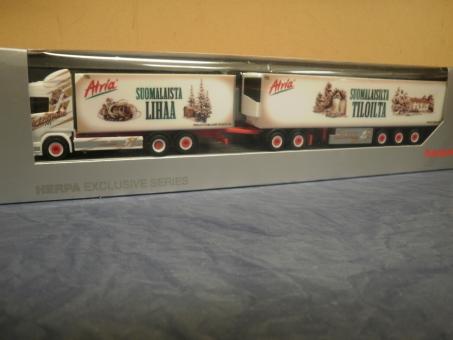 Atria
SUOMALAISTA
LIHAA
Atria
SUOMALAISILTA
TILOILTA
HERPA EXCLUSIVE SERIES